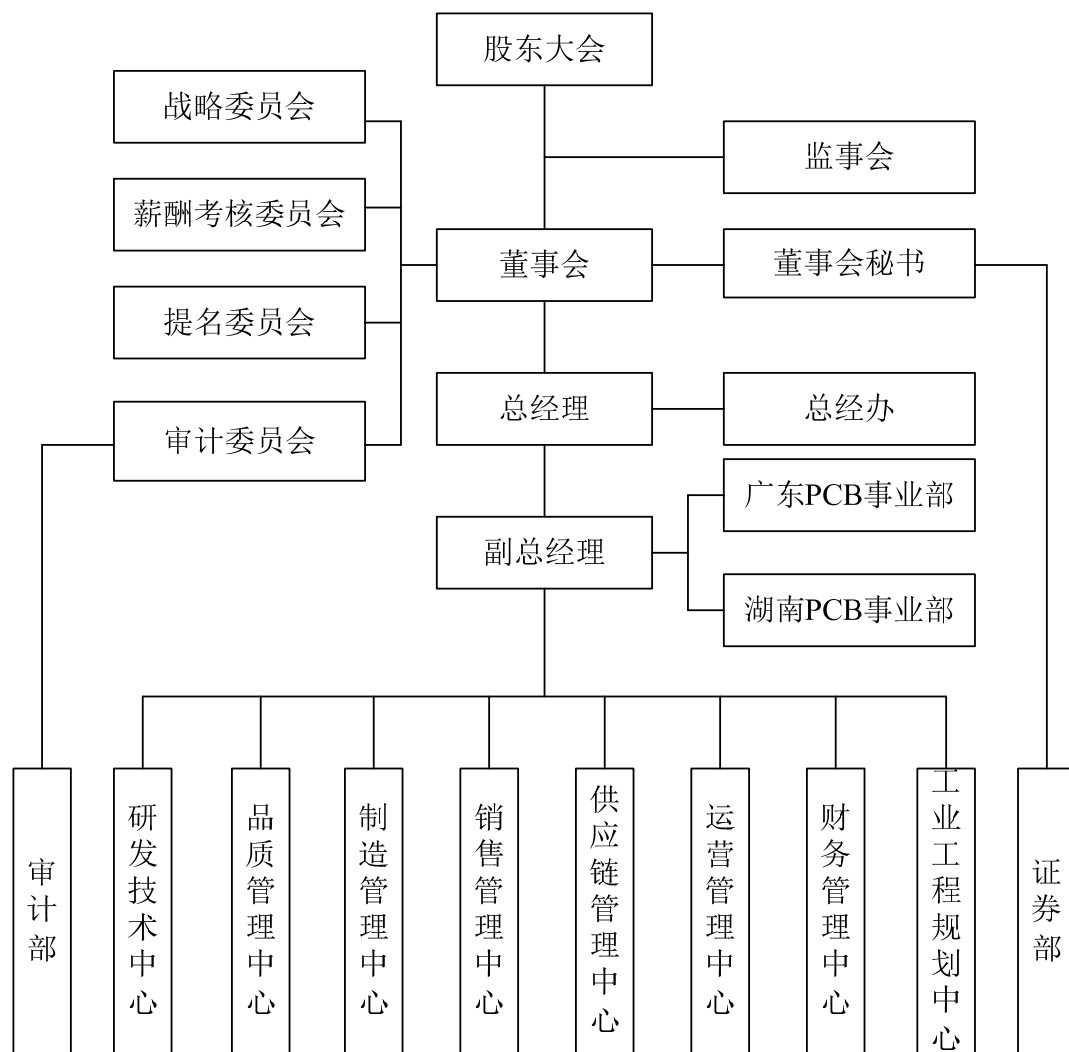 股东大会
战略委员会
监事会
薪酬考核委员会
董事会
董事会秘书
提名委员会
总经理
总经办
审计委员会
广东PCB事业部
副总经理
湖南PCB事业部
审计部
研发技术中心
品质管理中心
制造管理中心
销售管理中心
供应链管理中心
运营管理中心
财务管理中心
工业工程规划中心
证券部